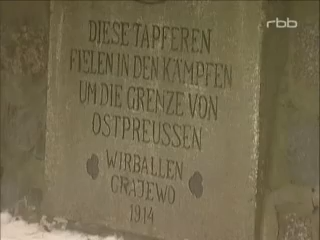 rbb
DIESE TAPFEREN
FIELEN IN DEN KÄMPFEN
UM DIE GRENZE VON
OSTPREUSSEN
WIRBALLEN
GRAJEWO
1914